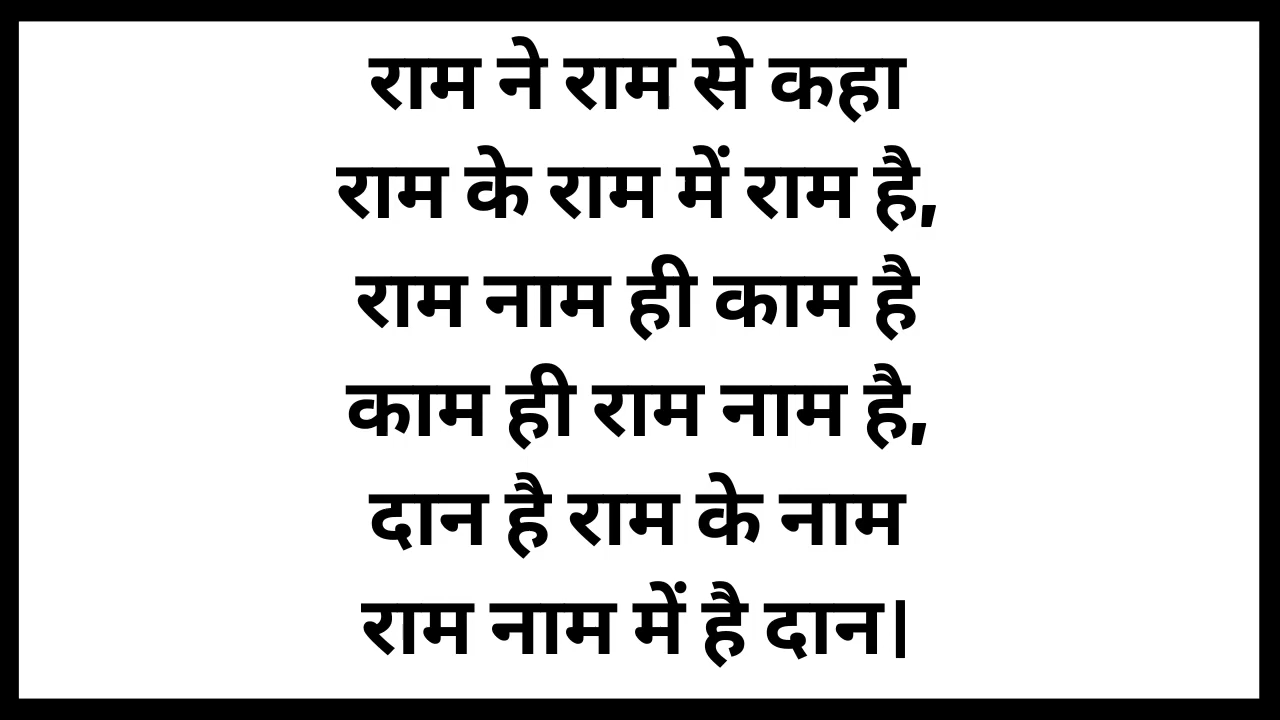 राम ने राम से कहा
राम के राम में राम है,
राम नाम ही काम है
काम ही राम नाम है,
दान है राम के नाम
राम नाम में है दान।